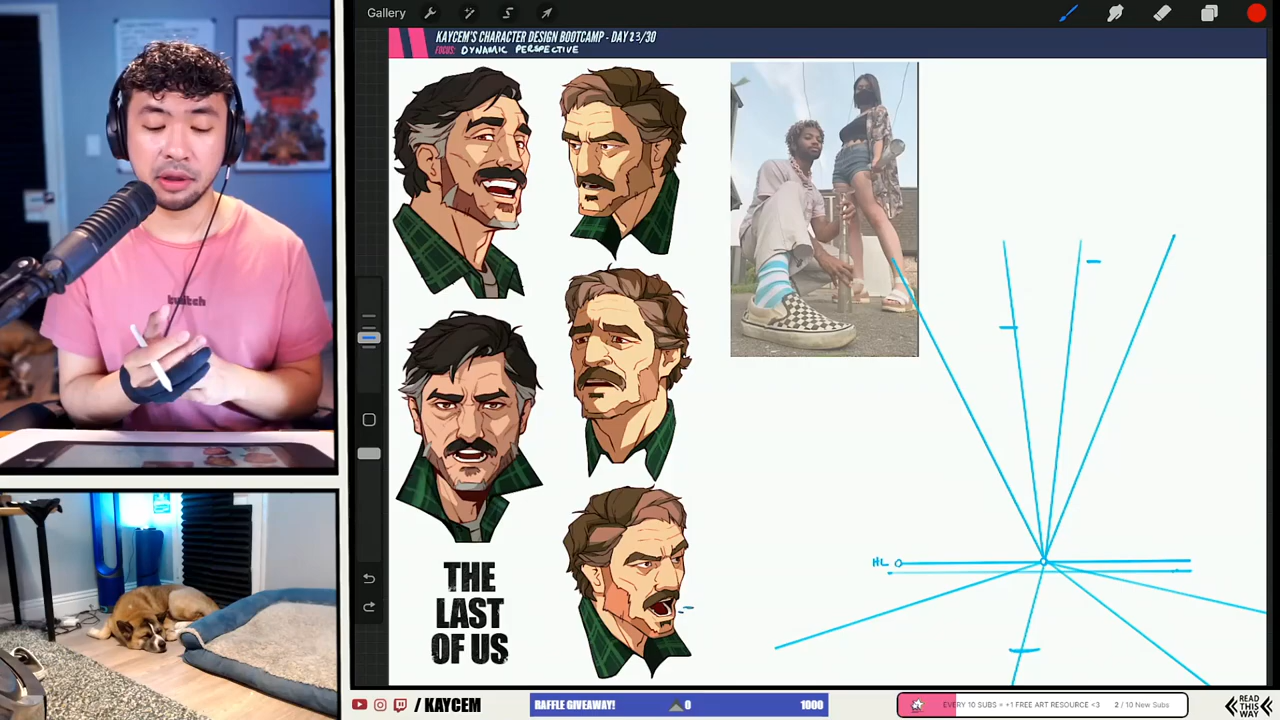 Gallery
KAYCEM'S CHARACTER DESIGN BOOTCAMP - DAY 23/30
FOCUS: DYNAMIC PERSPECTIVE
twitch
HL
THE
LAST
OF US
/ KAYCEM
RAFFLE GIVEAWAY!
0
1000
EVERY 10 SUBS = +1 FREE ART RESOURCE <3
2 / 10 New Subs
READ
THIS
WAY